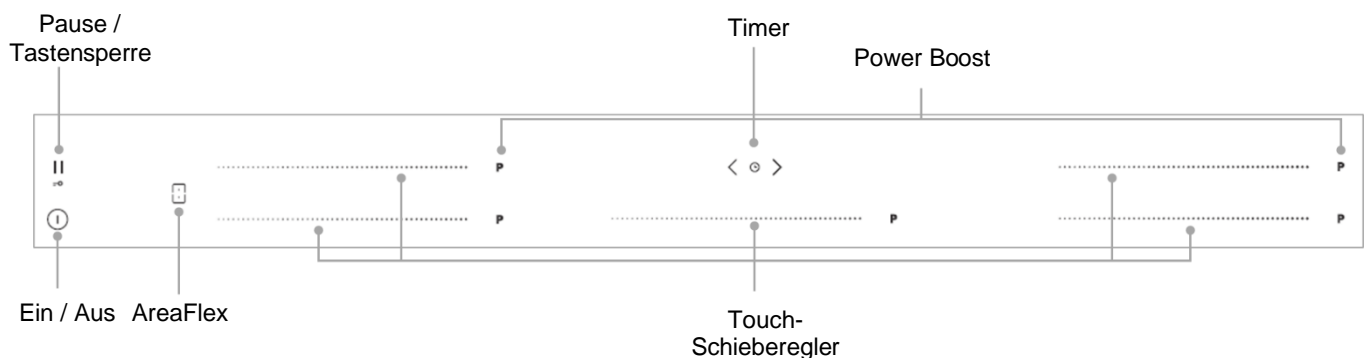 Pause /
Tastensperre
Timer
Power Boost
P
P
P
P
P
Ein / Aus
AreaFlex
Touch-
Schieberegler